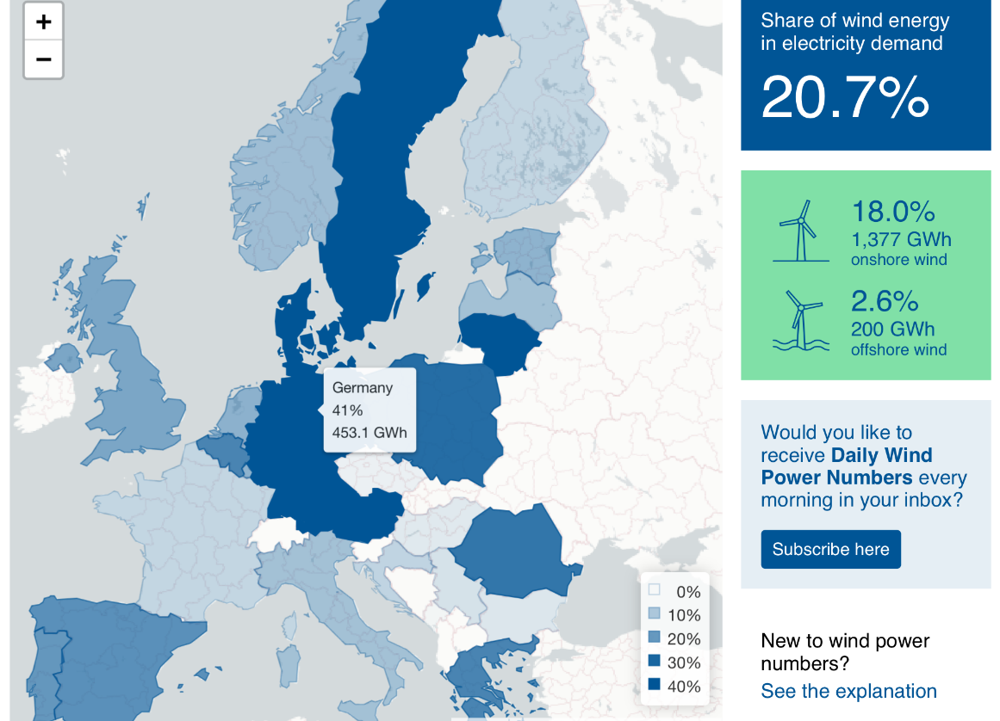 +
−
Germany
41%
453.1 GWh
0%
10%
20%
30%
40%
Share of wind energy
in electricity demand
20.7%
18.0%
1,377 GWh
onshore wind
2.6%
200 GWh
offshore wind
Would you like to
receive Daily Wind
Power Numbers every
morning in your inbox?
Subscribe here
New to wind power
numbers?
See the explanation